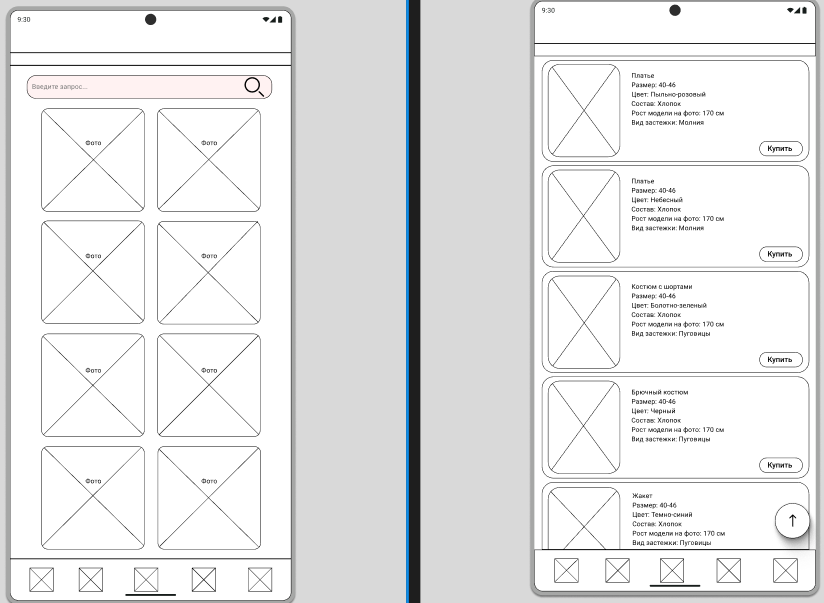 9:30
Введите запрос...
Фото
Фото
Фото
Фото
Фото
Фото
Фото
Фото
9:30
Платье
Размер: 40-46
Цвет: Пыльно-розовый
Состав: Хлопок
Рост модели на фото: 170 см
Вид застежки: Молния
Купить
Платье
Размер: 40-46
Цвет: Небесный
Состав: Хлопок
Рост модели на фото: 170 см
Вид застежки: Молния
Купить
Костюм с шортами
Размер: 40-46
Цвет: Болотно-зеленый
Состав: Хлопок
Рост модели на фото: 170 см
Вид застежки: Пуговицы
Купить
Брючный костюм
Размер: 40-46
Цвет: Черный
Состав: Хлопок
Рост модели на фото: 170 см
Вид застежки: Пуговицы
Купить
Жакет
Размер: 40-46
Цвет: Темно-синий
Состав: Хлопок
Рост модели на фото: 170 см
Вид застежки: Пуговицы